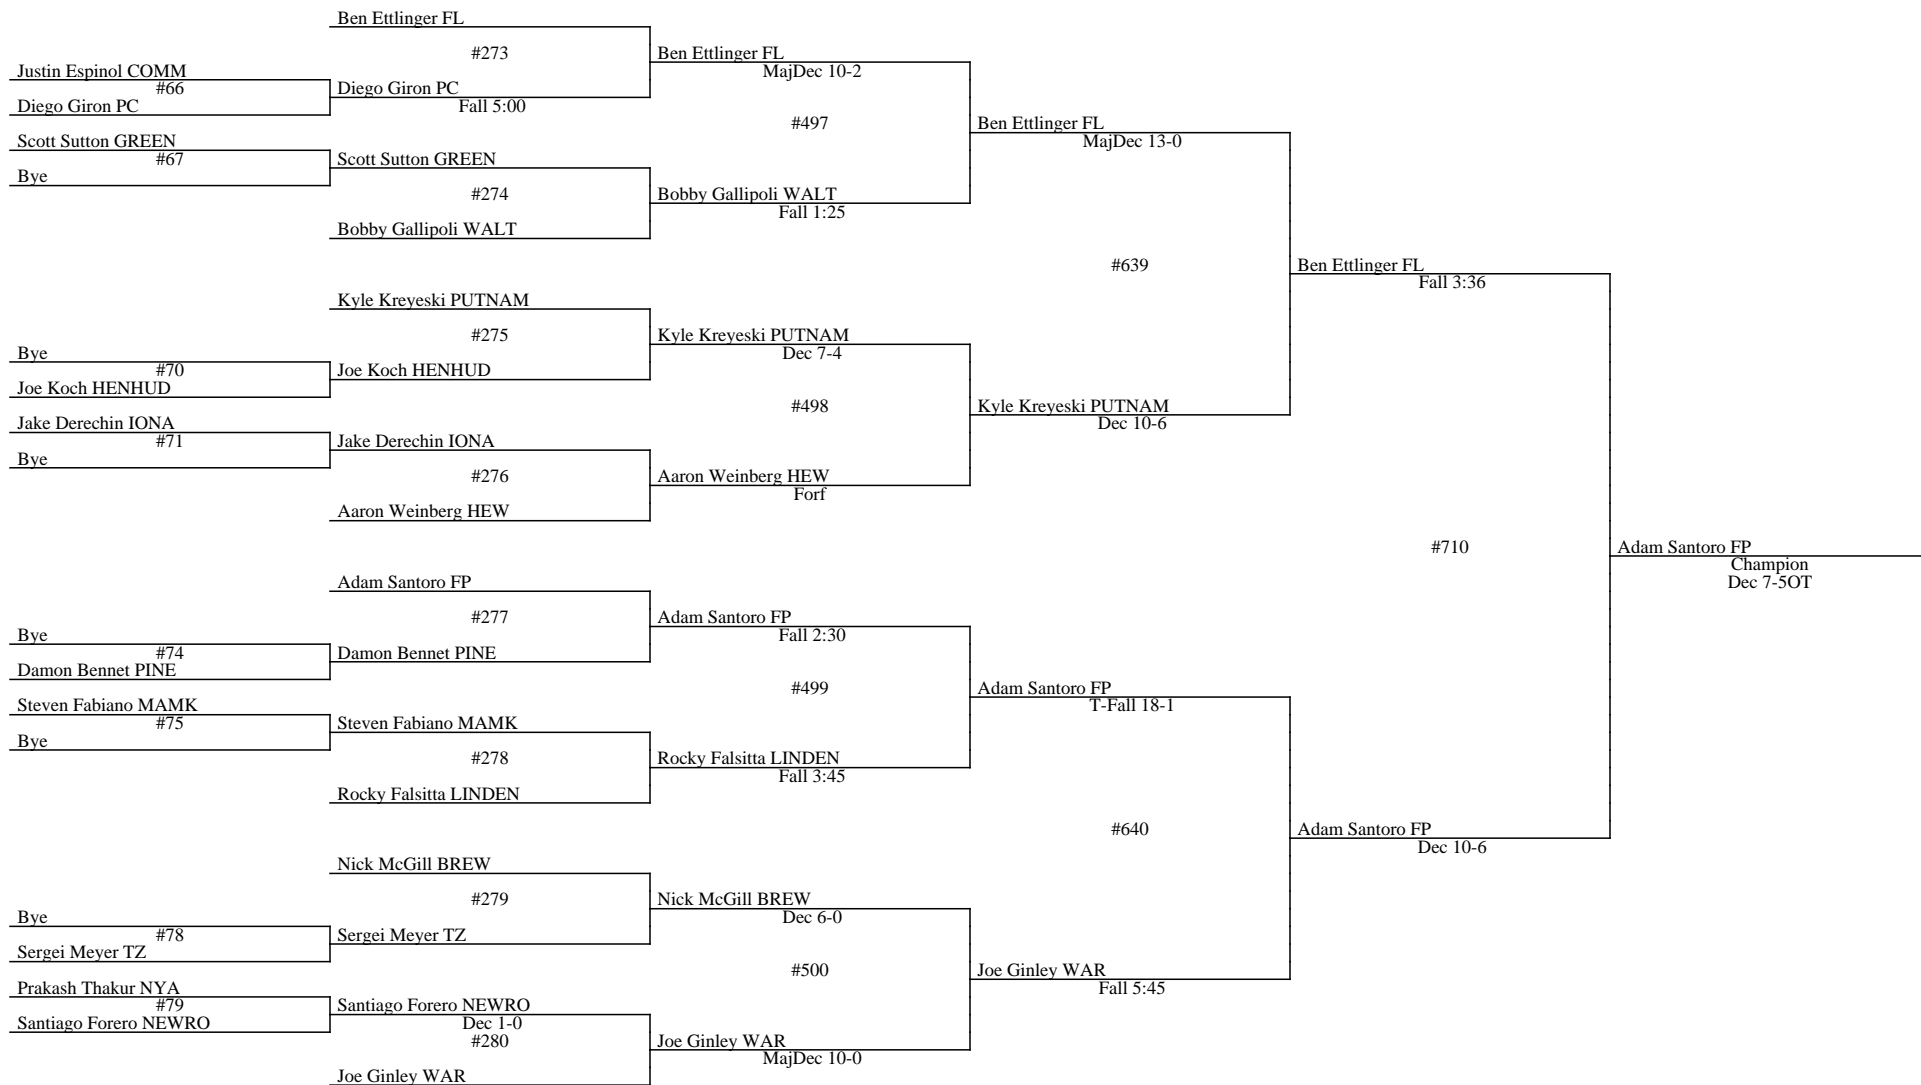 Ben Ettlinger FL
#273
Justin Espinol COMM
#66
Diego Giron PC
Diego Giron PC
Fall 5:00
Ben Ettlinger FL
MajDec 10-2
#497
Scott Sutton GREEN
#67
Bye
Scott Sutton GREEN
#274
Bobby Gallipoli WALT
Bobby Gallipoli WALT
Fall 1:25
Ben Ettlinger FL
MajDec 13-0
#639
Kyle Kreyeski PUTNAM
#275
Bye
#70
Joe Koch HENHUD
Joe Koch HENHUD
Kyle Kreyeski PUTNAM
Dec 7-4
#498
Jake Derechin IONA
#71
Bye
Jake Derechin IONA
#276
Aaron Weinberg HEW
Aaron Weinberg HEW
Forf
Kyle Kreyeski PUTNAM
Dec 10-6
Ben Ettlinger FL
Fall 3:36
#710
Adam Santoro FP
Champion
Dec 7-5OT
Adam Santoro FP
#277
Bye
#74
Damon Bennet PINE
Damon Bennet PINE
Adam Santoro FP
Fall 2:30
#499
Steven Fabiano MAMK
#75
Bye
Steven Fabiano MAMK
#278
Rocky Falsitta LINDEN
Rocky Falsitta LINDEN
Fall 3:45
Adam Santoro FP
T-Fall 18-1
#640
Adam Santoro FP
Dec 10-6
Nick McGill BREW
#279
Bye
#78
Sergei Meyer TZ
Sergei Meyer TZ
Nick McGill BREW
Dec 6-0
#500
Prakash Thakur NYA
#79
Santiago Forero NEWRO
Santiago Forero NEWRO
Dec 1-0
#280
Joe Ginley WAR
Joe Ginley WAR
MajDec 10-0
Joe Ginley WAR
Fall 5:45